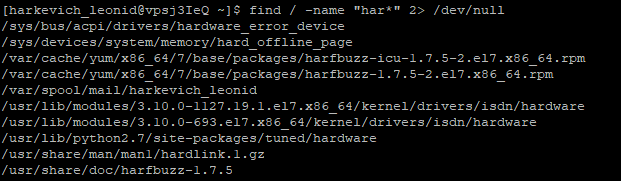 [harkevich_leonid@vpsj3IeQ ~]$ find / -name "har*" 2> /dev/null
/sys/bus/acpi/drivers/hardware_error_device
/sys/devices/system/memory/hard_offline_page
/var/cache/yum/x86_64/7/base/packages/harfbuzz-icu-1.7.5-2.el7.x86_64.rpm
/var/cache/yum/x86_64/7/base/packages/harfbuzz-1.7.5-2.el7.x86_64.rpm
/var/spool/mail/harkevich_leonid
/usr/lib/modules/3.10.0-1127.19.1.el7.x86_64/kernel/drivers/isdn/hardware
/usr/lib/modules/3.10.0-693.el7.x86_64/kernel/drivers/isdn/hardware
/usr/lib/python2.7/site-packages/tuned/hardware
/usr/share/man/man1/hardlink.1.gz
/usr/share/doc/harfbuzz-1.7.5